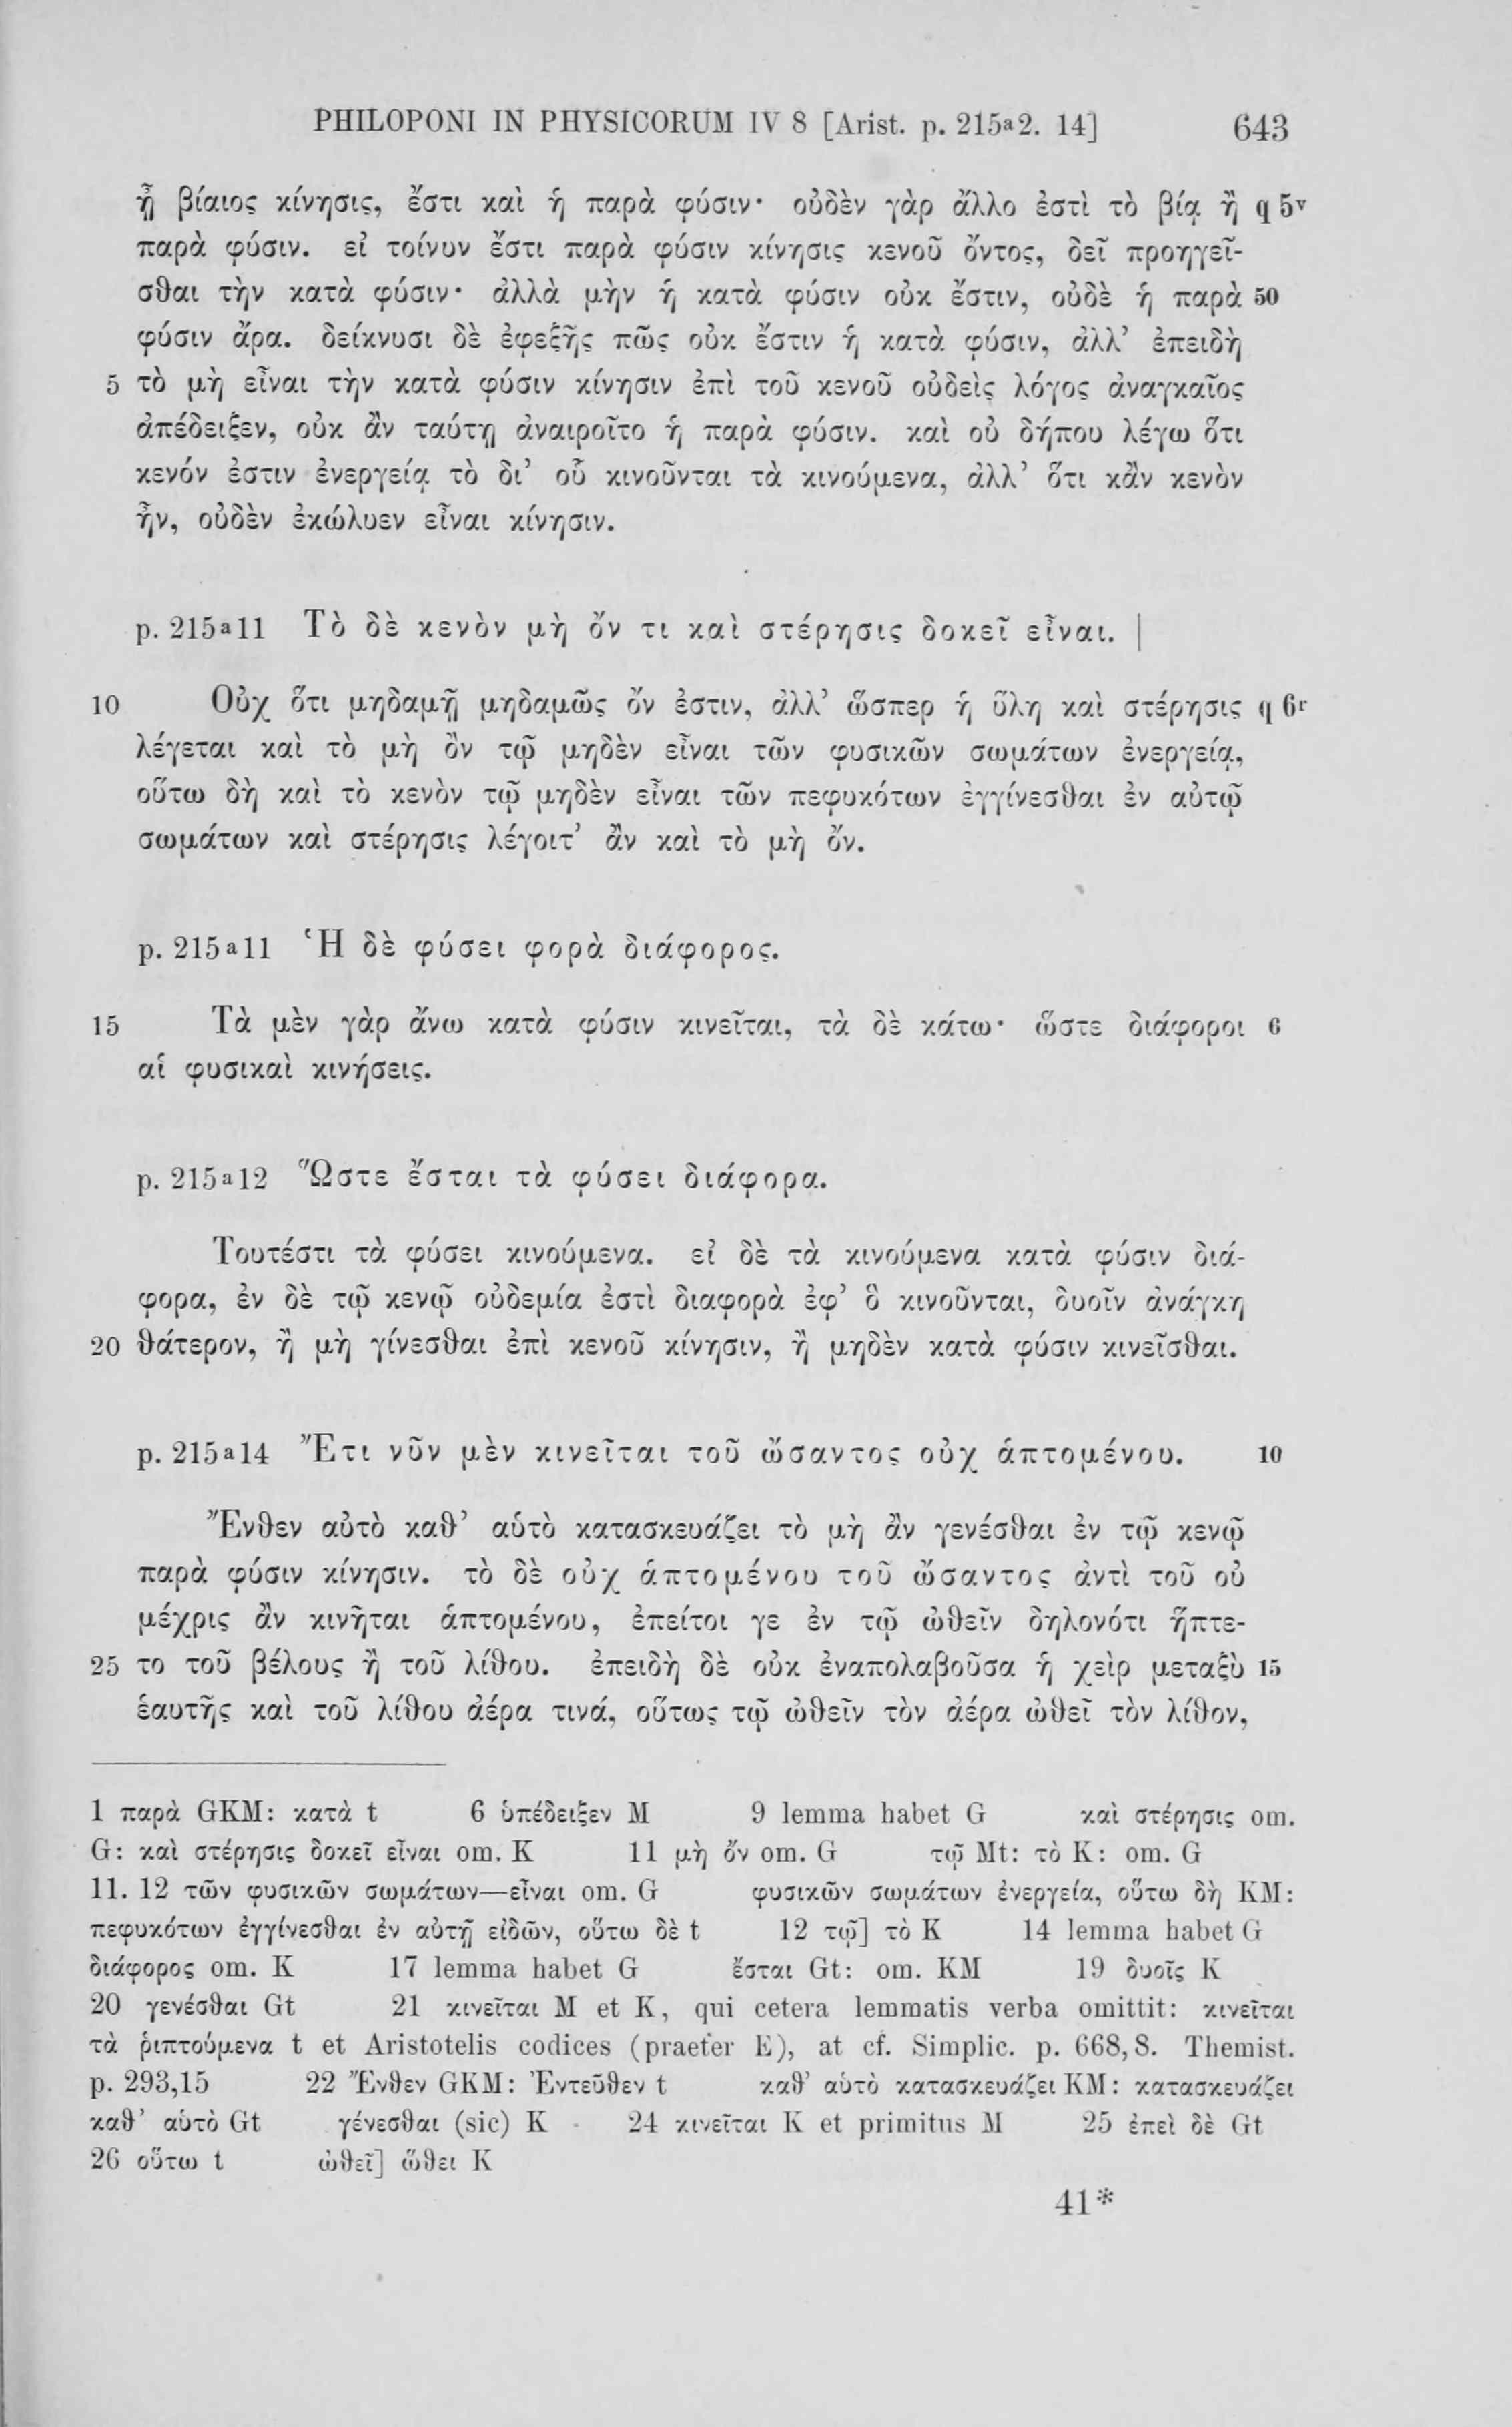 PHILOPONI IN PHYSICORUM IV 8 [Arist. p. 215ª2. 14] 643
ᾖ βίαιος κίνησις, ἔστι καὶ ἡ παρὰ φύσιν· οὐδὲν γὰρ ἄλλο ἐστὶ τὸ βίᾳ ἢ q 5ᵛ
παρὰ φύσιν. εἰ τοίνυν ἔστι παρὰ φύσιν κίνησις κενοῦ ὄντος, δεῖ προηγεῖ-
σθαι τὴν κατὰ φύσιν· ἀλλὰ μὴν ἡ κατὰ φύσιν οὐκ ἔστιν, οὐδὲ ἡ παρὰ 50
φύσιν ἄρα. δείκνυσι δὲ ἐφεξῆς πῶς οὐκ ἔστιν ἡ κατὰ φύσιν, ἀλλ’ ἐπειδὴ
5 τὸ μὴ εἶναι τὴν κατὰ φύσιν κίνησιν ἐπὶ τοῦ κενοῦ οὐδεὶς λόγος ἀναγκαῖος
ἀπέδειξεν, οὐκ ἂν ταύτῃ ἀναιροῖτο ἡ παρὰ φύσιν. καὶ οὐ δήπου λέγω ὅτι
κενόν ἐστιν ἐνεργείᾳ τὸ δι’ οὗ κινοῦνται τὰ κινούμενα, ἀλλ’ ὅτι κἂν κενὸν
ἦν, οὐδὲν ἐκώλυεν εἶναι κίνησιν.
p. 215ª11 Τὸ δὲ κενὸν μὴ ὄν τι καὶ στέρησις δοκεῖ εἶναι. |
10 Οὐχ ὅτι μηδαμῇ μηδαμῶς ὄν ἐστιν, ἀλλ’ ὥσπερ ἡ ὕλη καὶ στέρησις q 6ʳ
λέγεται καὶ τὸ μὴ ὂν τῷ μηδὲν εἶναι τῶν φυσικῶν σωμάτων ἐνεργείᾳ,
οὕτω δὴ καὶ τὸ κενὸν τῷ μηδὲν εἶναι τῶν πεφυκότων ἐγγίνεσθαι ἐν αὐτῷ
σωμάτων καὶ στέρησις λέγοιτ’ ἂν καὶ τὸ μὴ ὄν.
p. 215ª11 Ἡ δὲ φύσει φορὰ διάφορος.
15 Τὰ μὲν γὰρ ἄνω κατὰ φύσιν κινεῖται, τὰ δὲ κάτω· ὥστε διάφοροι 6
αἱ φυσικαὶ κινήσεις.
p. 215ª12 Ὥστε ἔσται τὰ φύσει διάφορα.
Τουτέστι τὰ φύσει κινούμενα. εἰ δὲ τὰ κινούμενα κατὰ φύσιν διά-
φορα, ἐν δὲ τῷ κενῷ οὐδεμία ἐστὶ διαφορὰ ἐφ’ ὃ κινοῦνται, δυοῖν ἀνάγκη
20 θάτερον, ἢ μὴ γίνεσθαι ἐπὶ κενοῦ κίνησιν, ἢ μηδὲν κατὰ φύσιν κινεῖσθαι.
p. 215ª14 Ἔτι νῦν μὲν κινεῖται τοῦ ὤσαντος οὐχ ἁπτομένου. 10
Ἔνθεν αὐτὸ καθ’ αὑτὸ κατασκευάζει τὸ μὴ ἂν γενέσθαι ἐν τῷ κενῷ
παρὰ φύσιν κίνησιν. τὸ δὲ οὐχ ἁπτομένου τοῦ ὤσαντος ἀντὶ τοῦ οὐ
μέχρις ἂν κινῆται ἁπτομένου, ἐπείτοι γε ἐν τῷ ὠθεῖν δηλονότι ἥπτε-
25 το τοῦ βέλους ἢ τοῦ λίθου. ἐπειδὴ δὲ οὐκ ἐναπολαβοῦσα ἡ χεὶρ μεταξὺ 15
ἑαυτῆς καὶ τοῦ λίθου ἀέρα τινά, οὕτως τῷ ὠθεῖν τὸν ἀέρα ὠθεῖ τὸν λίθον,
1 παρὰ GKM: κατὰ t 6 ὑπέδειξεν M 9 lemma habet G καὶ στέρησις om.
G: καὶ στέρησις δοκεῖ εἶναι om. K 11 μὴ ὄν om. G τῷ Mt: τὸ K: om. G
11. 12 τῶν φυσικῶν σωμάτων—εἶναι om. G φυσικῶν σωμάτων ἐνεργεία, οὕτω δὴ KM:
πεφυκότων ἐγγίνεσθαι ἐν αὐτῇ εἰδῶν, οὕτω δὲ t 12 τῷ] τὸ K 14 lemma habet G
διάφορος om. K 17 lemma habet G ἔσται Gt: om. KM 19 δυοῖς K
20 γενέσθαι Gt 21 κινεῖται M et K, qui cetera lemmatis verba omittit: κινεῖται
τὰ ῥιπτούμενα t et Aristotelis codices (praeter E), at cf. Simplic. p. 668,8. Themist.
p. 293,15 22 Ἔνθεν GKM: Ἐντεῦθεν t καθ’ αὑτὸ κατασκευάζει KM: κατασκευάζει
καθ’ αὑτὸ Gt γένεσθαι (sic) K 24 κινεῖται K et primitus M 25 ἐπεὶ δὲ Gt
26 οὕτω t ὠθεῖ] ὤθει K
41*